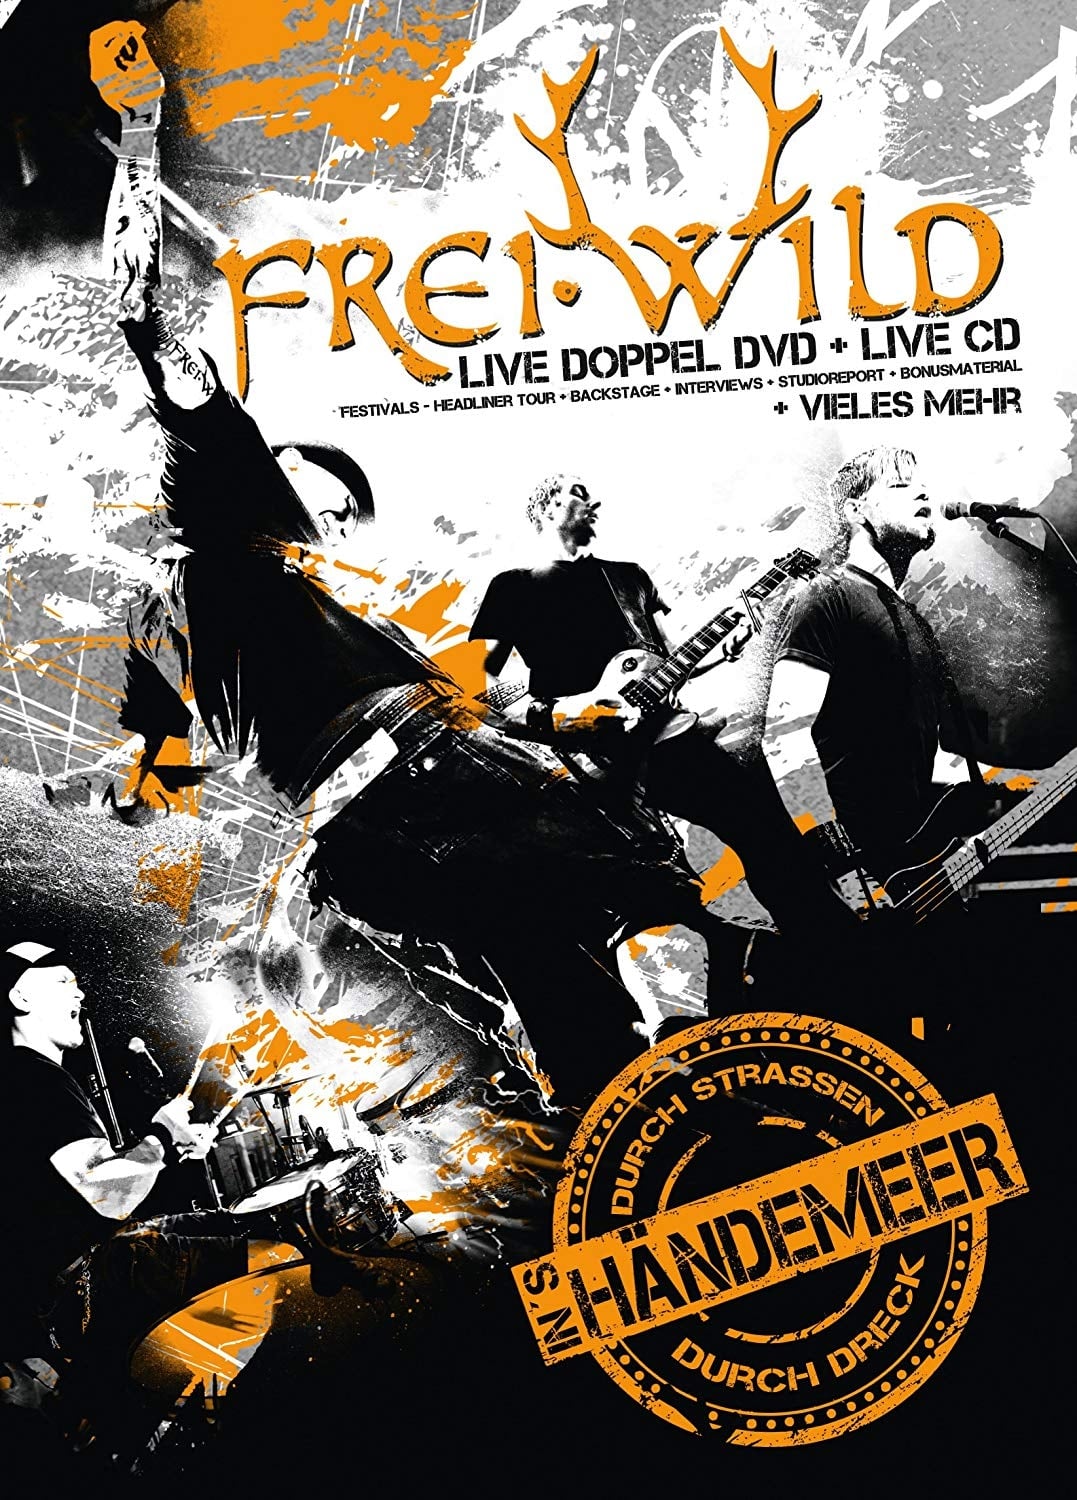 FREI.WILD
LIVE DOPPEL DVD + LIVE CD
FESTIVALS - HEADLINER TOUR + BACKSTAGE + INTERVIEWS + STUDIOREPORT + BONUSMATERIAL
+ VIELES MEHR
FREI.W
DURCH STRASSEN
IN'S HÄNDEMEER
DURCH DRECK